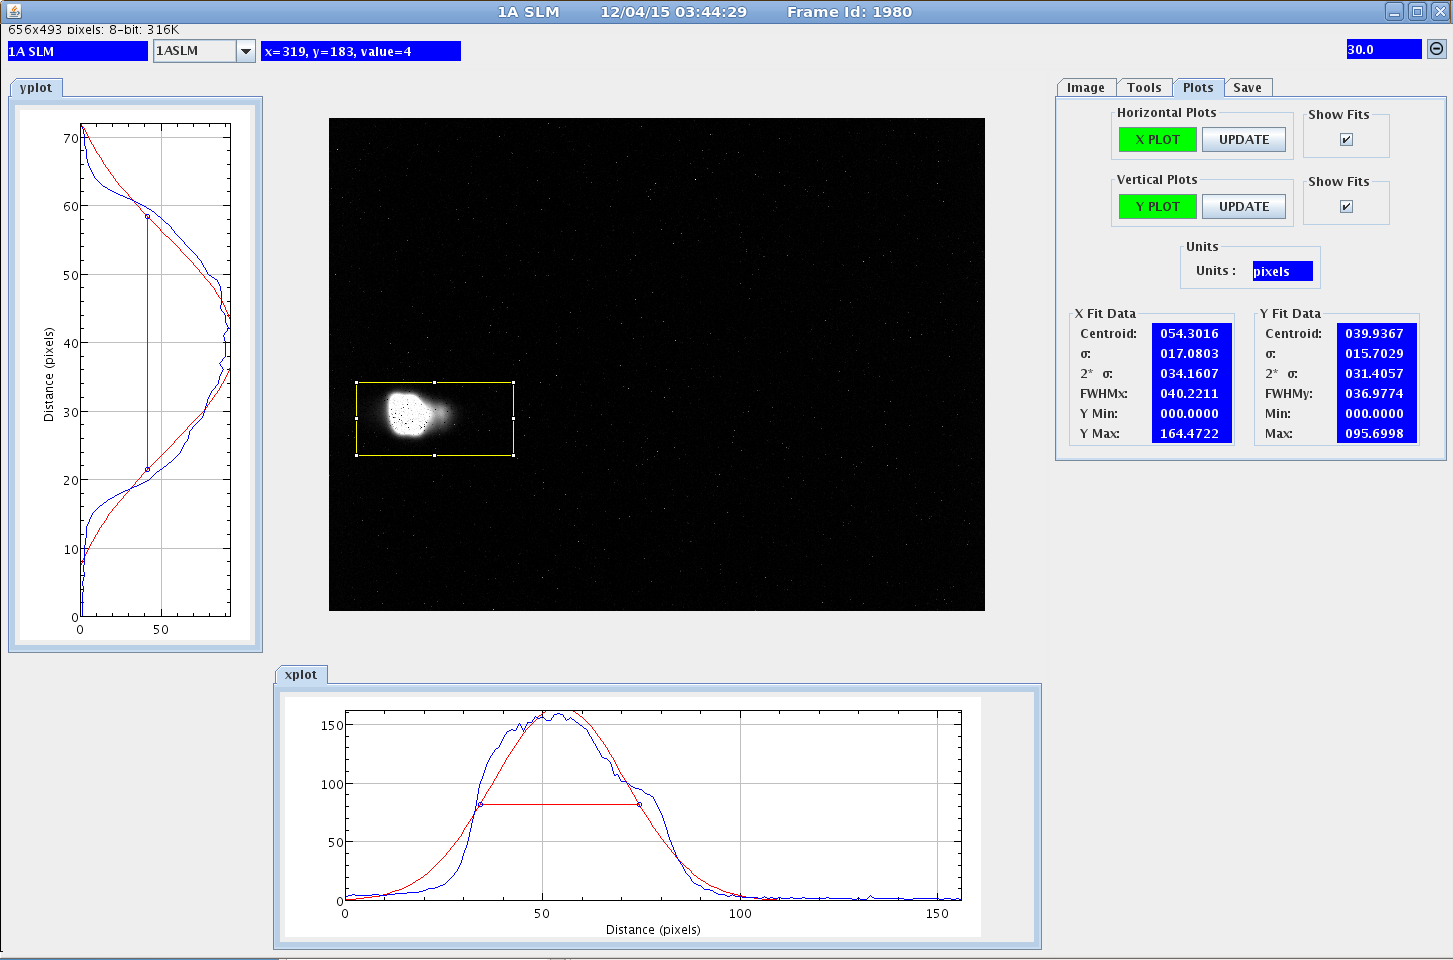 1A SLM 12/04/15 03:44:29 Frame Id: 1980
656x493 pixels; 8-bit; 316K
1A SLM 1ASLM x=319, y=183, value=4 30.0
yplot
70
60
50
40
30
20
10
0
0 50
Distance (pixels)
Image Tools Plots Save
Horizontal Plots Show Fits
X PLOT UPDATE
Vertical Plots Show Fits
Y PLOT UPDATE
Units
Units : pixels
X Fit Data
Centroid: 054.3016
σ: 017.0803
2* σ: 034.1607
FWHMx: 040.2211
Y Min: 000.0000
Y Max: 164.4722
Y Fit Data
Centroid: 039.9367
σ: 015.7029
2* σ: 031.4057
FWHMy: 036.9774
Min: 000.0000
Max: 095.6998
xplot
150
100
50
0
0 50 100 150
Distance (pixels)